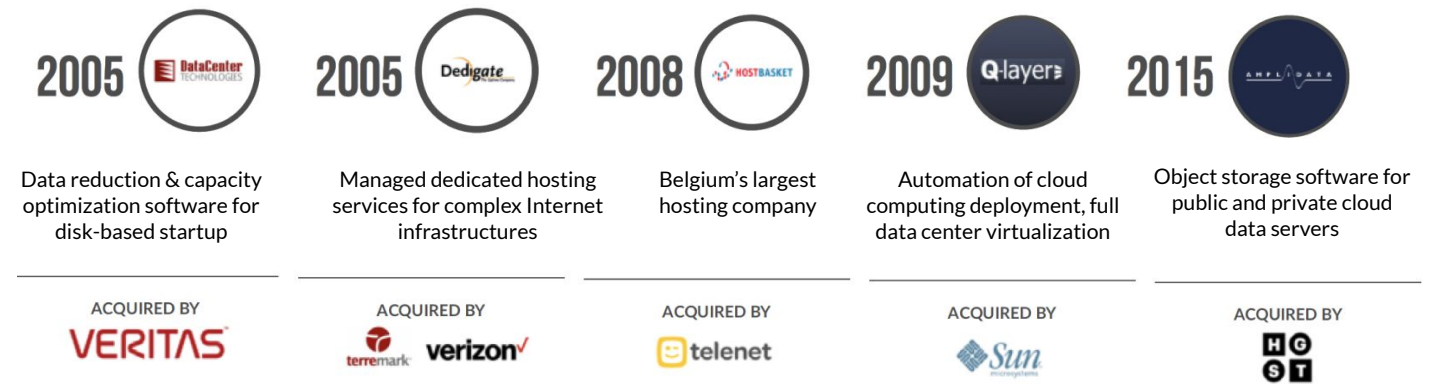 2005
DataCenter
TECHNOLOGIES
Data reduction & capacity
optimization software for
disk-based startup
ACQUIRED BY
VERITAS
2005
Dedigate
Managed dedicated hosting
services for complex Internet
infrastructures
ACQUIRED BY
terremark verizon
2008
HOSTBASKET
Belgium’s largest
hosting company
ACQUIRED BY
telenet
2009
Q-layer
Automation of cloud
computing deployment, full
data center virtualization
ACQUIRED BY
Sun
microsystems
2015
AMPLIDATA
Object storage software for
public and private cloud
data servers
ACQUIRED BY
HG
ST